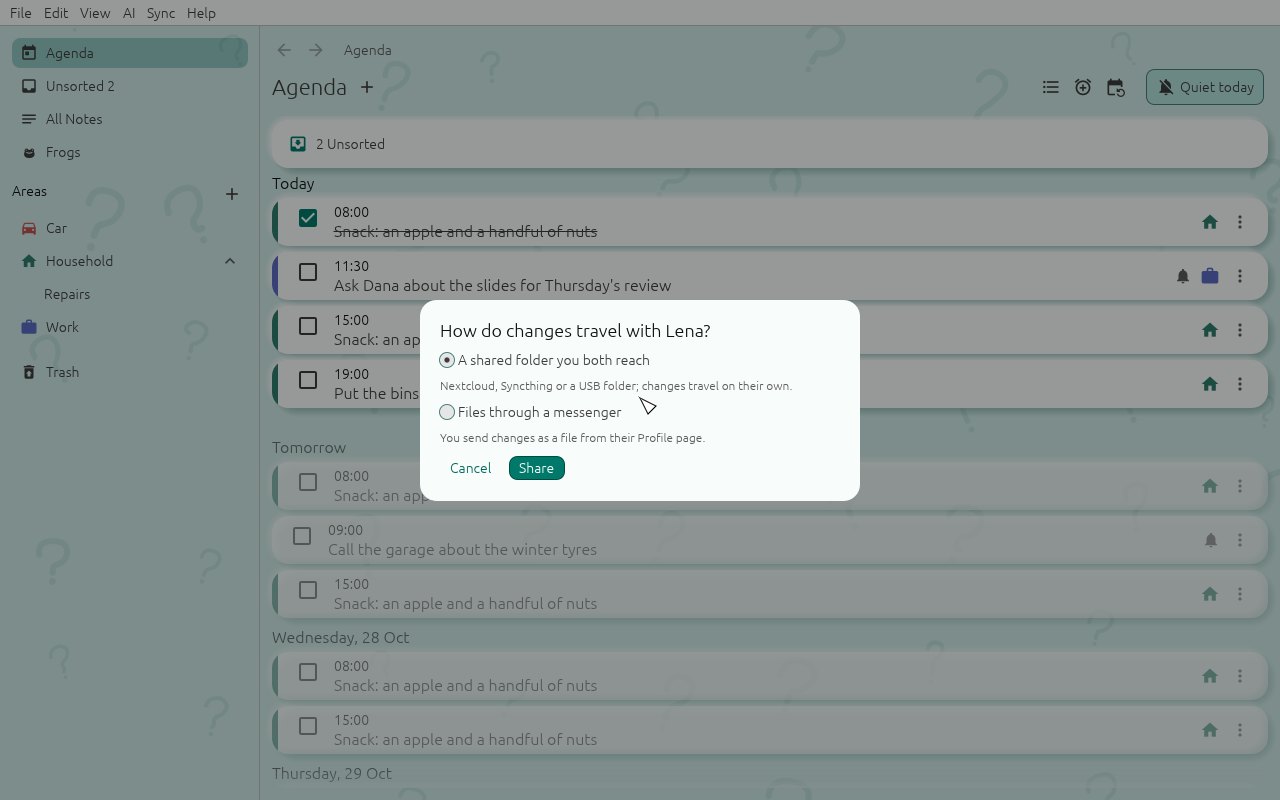 File Edit View AI Sync Help
Agenda
Unsorted 2
All Notes
Frogs
Areas
Car
Household
Repairs
Work
Trash
Agenda
Agenda
Quiet today
2 Unsorted
Today
08:00
Snack: an apple and a handful of nuts
11:30
Ask Dana about the slides for Thursday's review
15:00
Snack: an ap
19:00
Put the bins
How do changes travel with Lena?
A shared folder you both reach
Nextcloud, Syncthing or a USB folder; changes travel on their own.
Files through a messenger
You send changes as a file from their Profile page.
Cancel Share
Tomorrow
08:00
Snack: an app
09:00
Call the garage about the winter tyres
15:00
Snack: an apple and a handful of nuts
Wednesday, 28 Oct
08:00
Snack: an apple and a handful of nuts
15:00
Snack: an apple and a handful of nuts
Thursday, 29 Oct